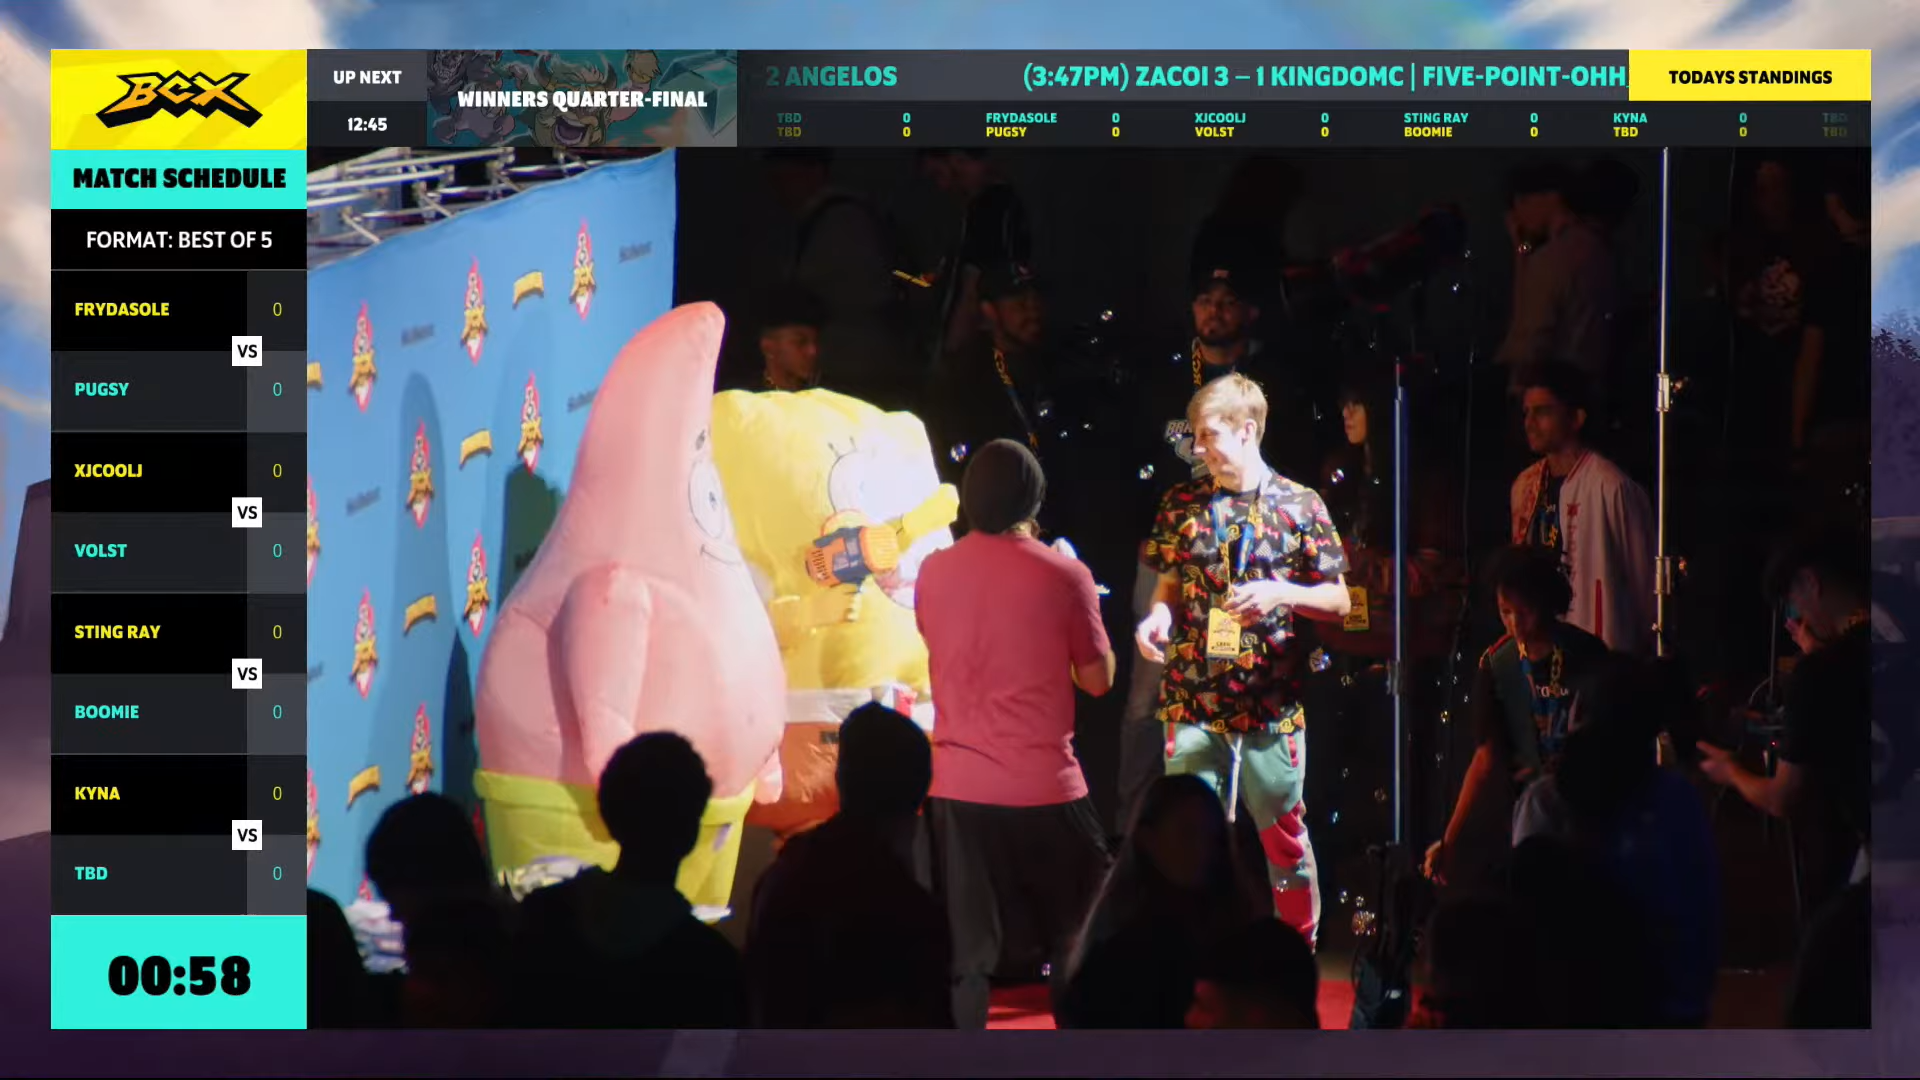 BCX
UP NEXT
12:45
WINNERS QUARTER-FINAL
2 ANGELOS (3:47PM) ZACOI 3 – 1 KINGDOMC | FIVE-POINT-OHH
TODAYS STANDINGS
TBD 0 FRYDASOLE 0 XJCOOLJ 0 STING RAY 0 KYNA 0 TBD
TBD 0 PUGSY 0 VOLST 0 BOOMIE 0 TBD 0 TBD
MATCH SCHEDULE
FORMAT: BEST OF 5
FRYDASOLE 0
VS
PUGSY 0
XJCOOLJ 0
VS
VOLST 0
STING RAY 0
VS
BOOMIE 0
KYNA 0
VS
TBD 0
00:58